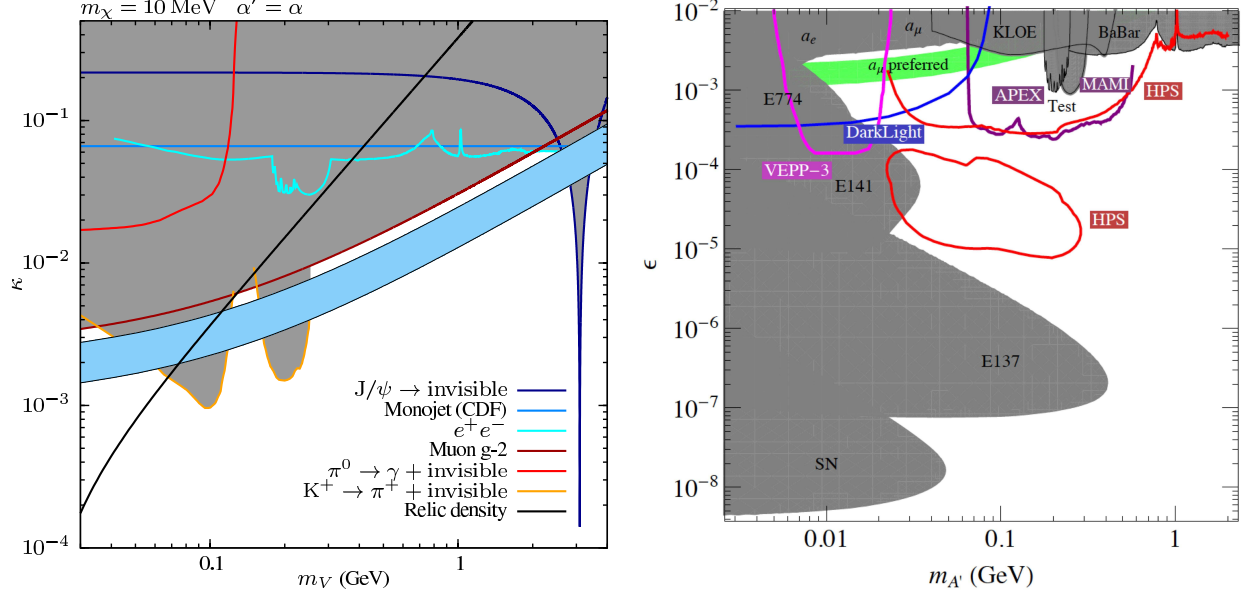 mχ = 10 MeV α′ = α
κ
10⁻¹
10⁻²
10⁻³
10⁻⁴
0.1
1
m_V (GeV)
J/ψ → invisible
Monojet (CDF)
e⁺e⁻
Muon g-2
π⁰ → γ + invisible
K⁺ → π⁺ + invisible
Relic density
ϵ
10⁻²
10⁻³
10⁻⁴
10⁻⁵
10⁻⁶
10⁻⁷
10⁻⁸
0.01
0.1
1
m_A′ (GeV)
a_e
a_μ
KLOE
BaBar
a_μ preferred
E774
APEX
MAMI
HPS
Test
DarkLight
VEPP−3
E141
HPS
E137
SN